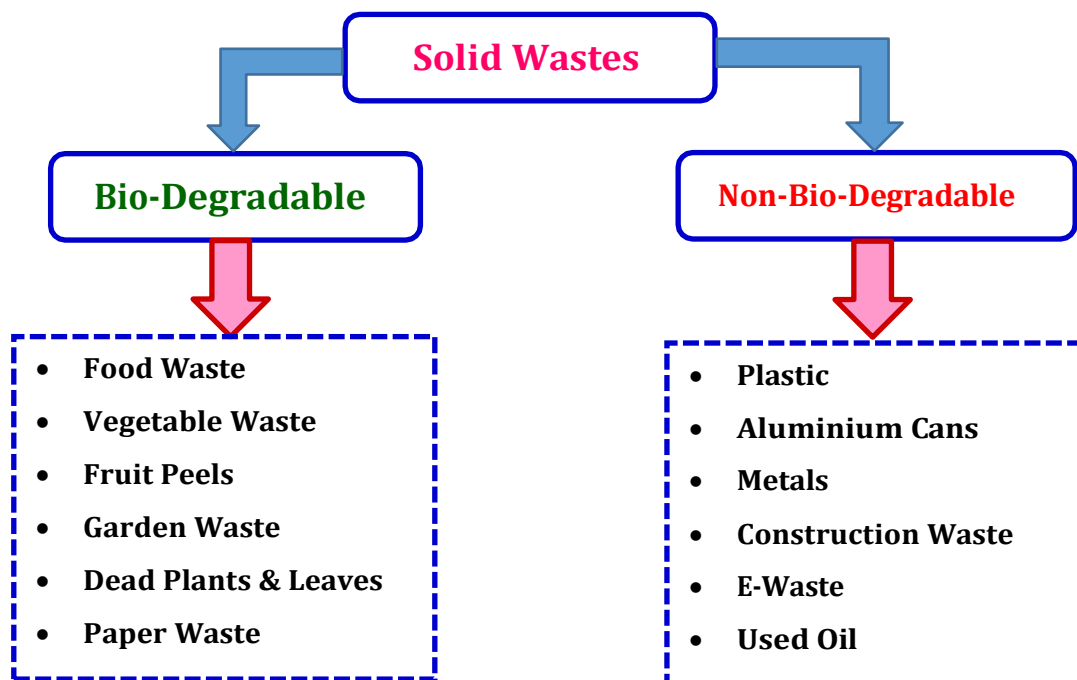 Solid Wastes
Bio-Degradable
Non-Bio-Degradable
• Food Waste
• Vegetable Waste
• Fruit Peels
• Garden Waste
• Dead Plants & Leaves
• Paper Waste
• Plastic
• Aluminium Cans
• Metals
• Construction Waste
• E-Waste
• Used Oil